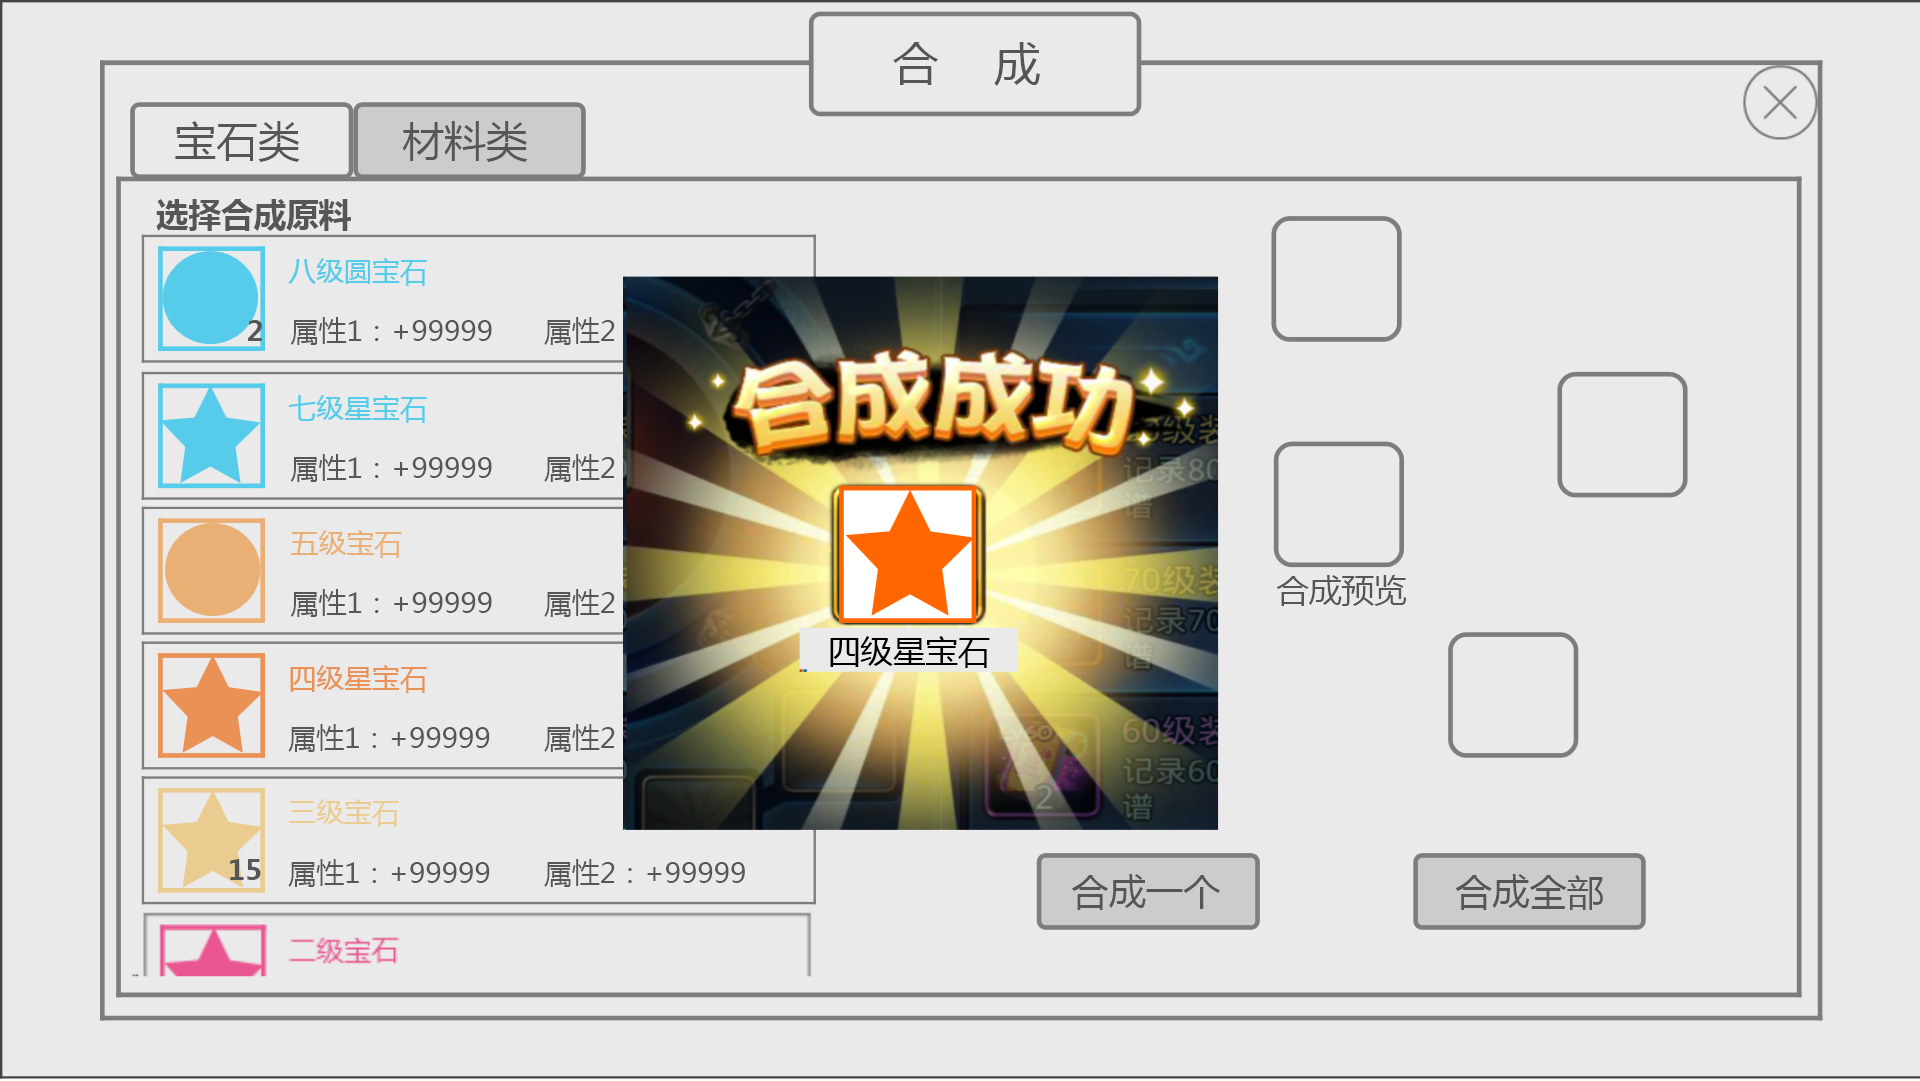 合 成
宝石类 材料类
选择合成原料
八级圆宝石
2 属性1：+99999 属性2
七级星宝石
属性1：+99999 属性2
五级宝石
属性1：+99999 属性2
四级星宝石
属性1：+99999 属性2
三级宝石
15 属性1：+99999 属性2：+99999
二级宝石
合成成功
四级星宝石
级装
记录80
谱
70级装
记录70
谱
60级装
记录60
谱
2
合成预览
合成一个 合成全部